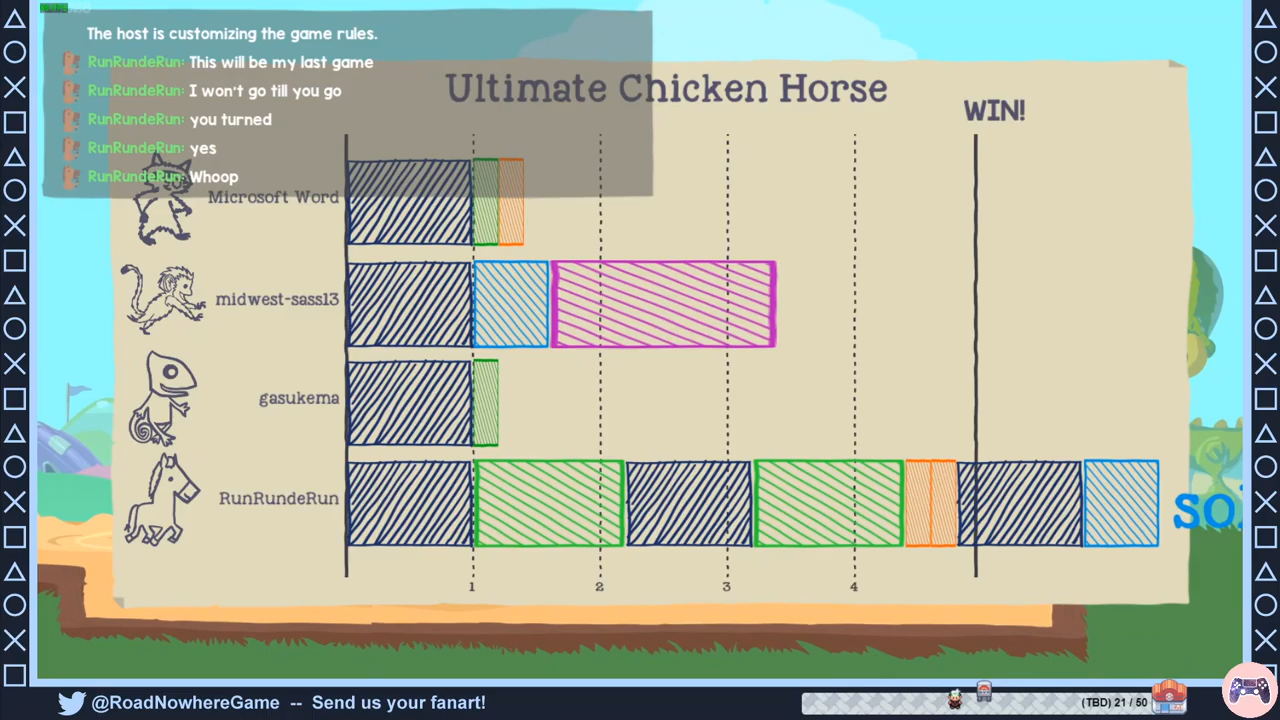 The host is customizing the game rules.
RunRundeRun: This will be my last game
RunRundeRun: I won't go till you go
RunRundeRun: you turned
RunRundeRun: yes
RunRundeRun: Whoop
Ultimate Chicken Horse
WIN!
Microsoft Word
midwest-sass13
gasukema
RunRundeRun
1 2 3 4
@RoadNowhereGame -- Send us your fanart!
(TBD) 21 / 50